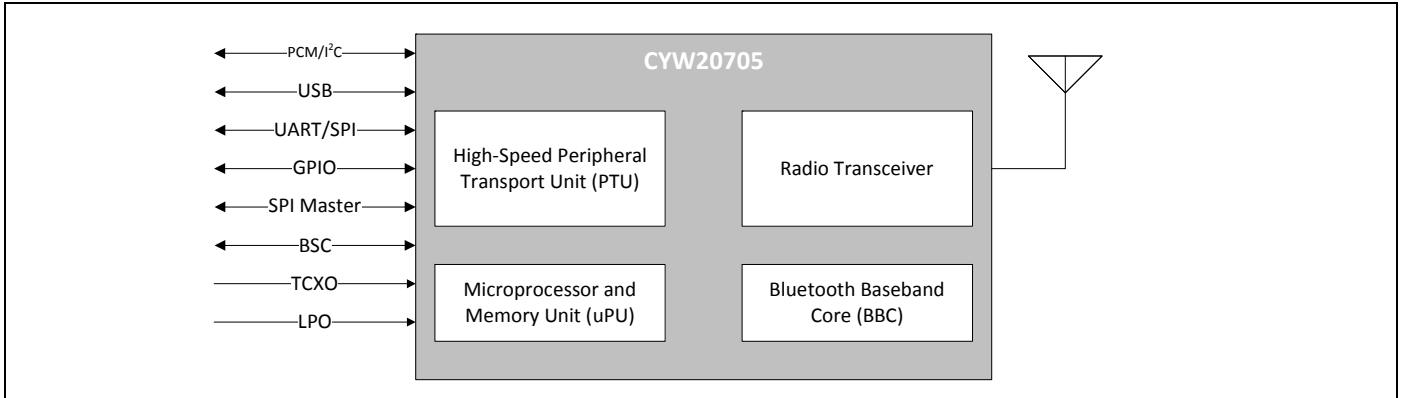 PCM/I²C
CYW20705
USB
UART/SPI
High-Speed Peripheral
Transport Unit (PTU)
Radio Transceiver
GPIO
SPI Master
BSC
TCXO
Microprocessor and
Memory Unit (uPU)
Bluetooth Baseband
Core (BBC)
LPO